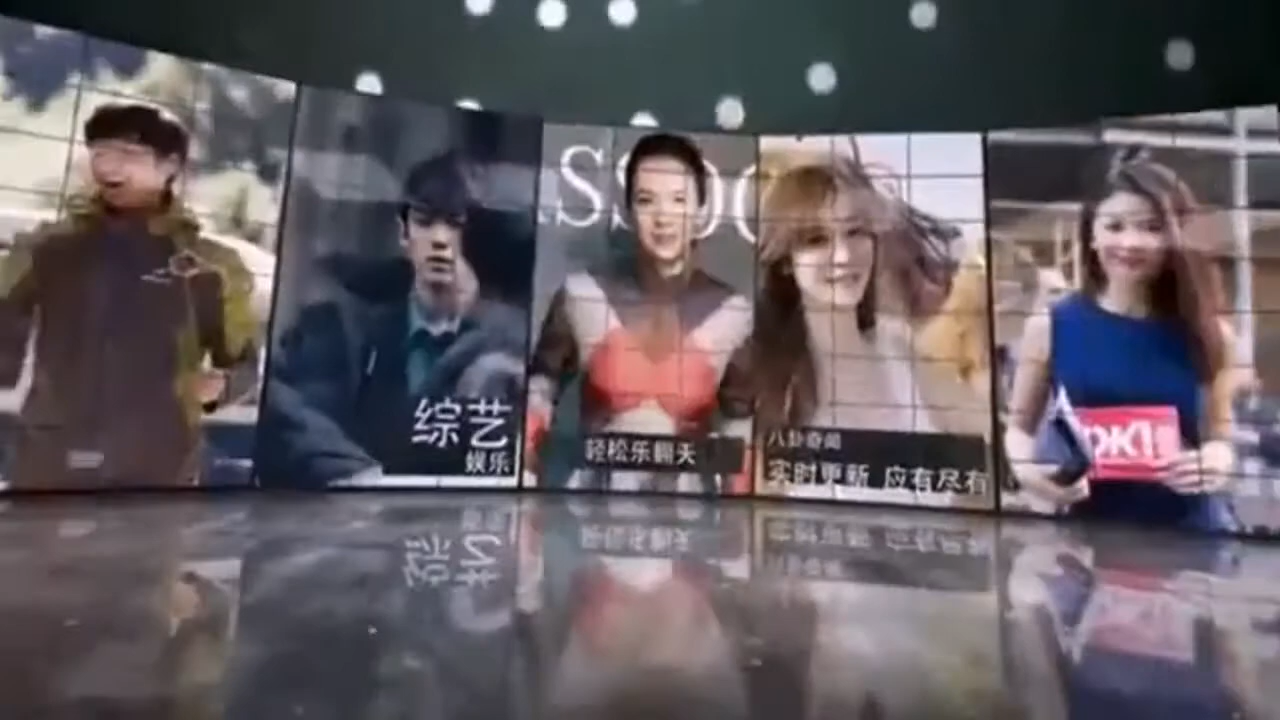 综艺
娱乐
轻松乐翻天
八卦奇闻
实时更新 应有尽有